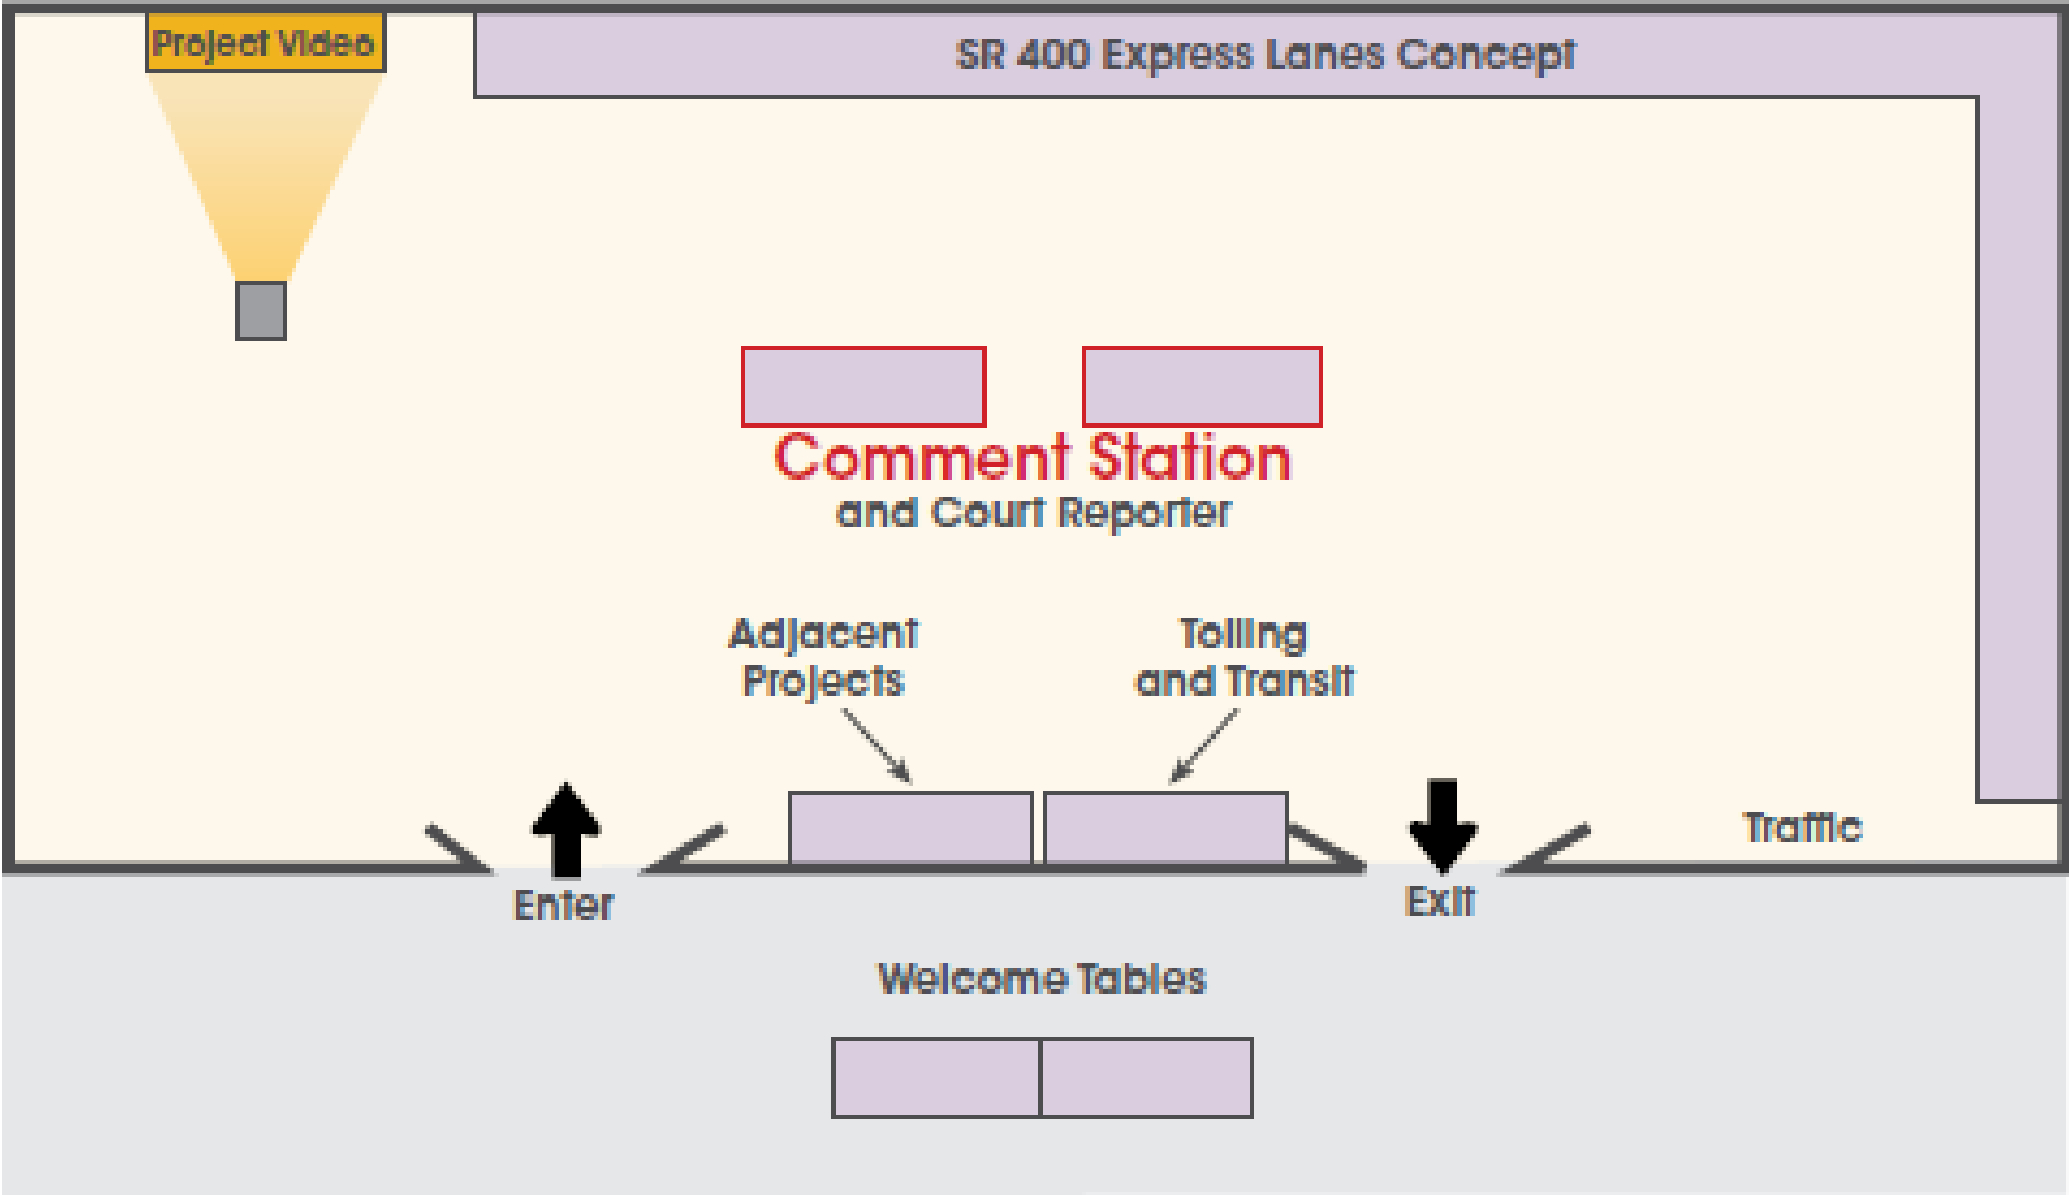 Project Video
SR 400 Express Lanes Concept
Comment Station
and Court Reporter
Adjacent
Projects
Tolling
and Transit
Traffic
Enter
Exit
Welcome Tables